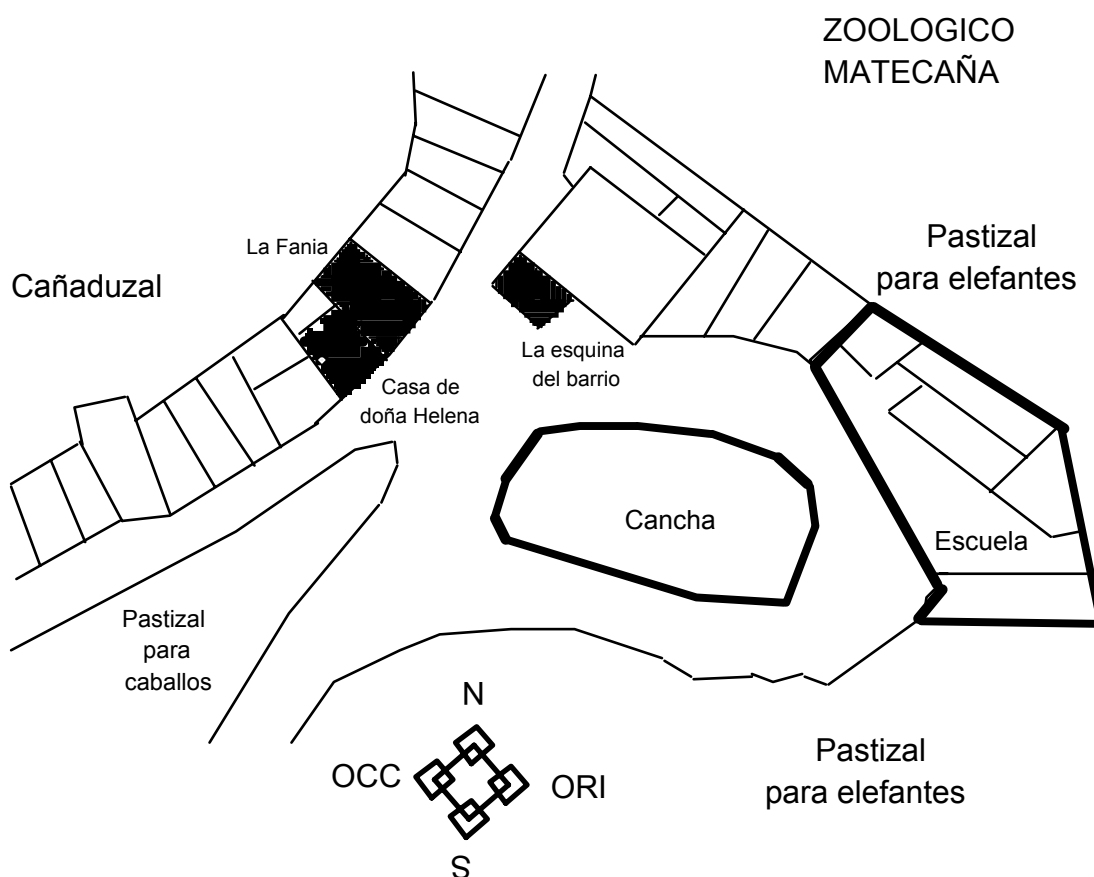 ZOOLOGICO
MATECAÑA
La Fania
Pastizal
para elefantes
Cañaduzal
La esquina
del barrio
Casa de
doña Helena
Cancha
Escuela
Pastizal
para
caballos
N
OCC
ORI
S
Pastizal
para elefantes